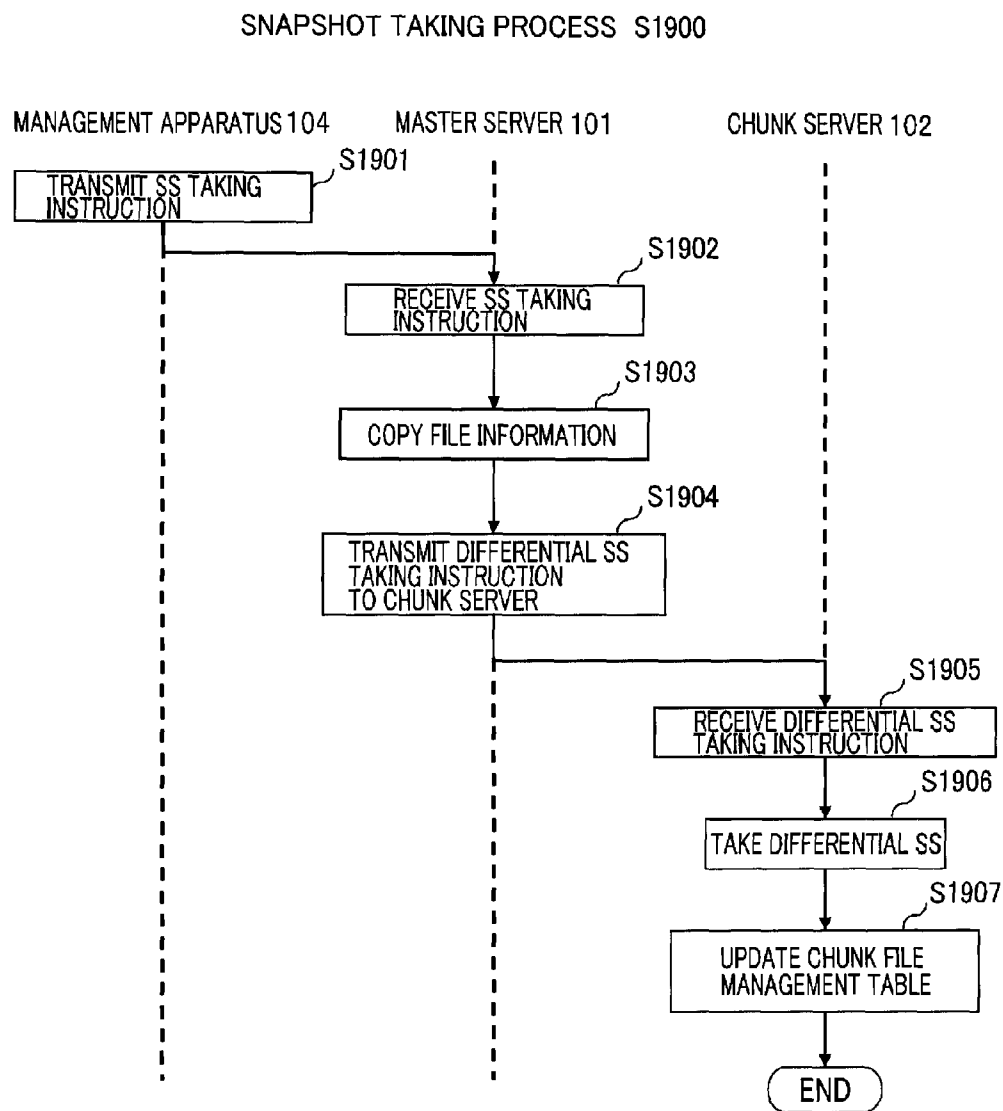 SNAPSHOT TAKING PROCESS S1900
MANAGEMENT APPARATUS 104
MASTER SERVER 101
CHUNK SERVER 102
S1901
TRANSMIT SS TAKING
INSTRUCTION
S1902
RECEIVE SS TAKING
INSTRUCTION
S1903
COPY FILE INFORMATION
S1904
TRANSMIT DIFFERENTIAL SS
TAKING INSTRUCTION
TO CHUNK SERVER
S1905
RECEIVE DIFFERENTIAL SS
TAKING INSTRUCTION
S1906
TAKE DIFFERENTIAL SS
S1907
UPDATE CHUNK FILE
MANAGEMENT TABLE
END